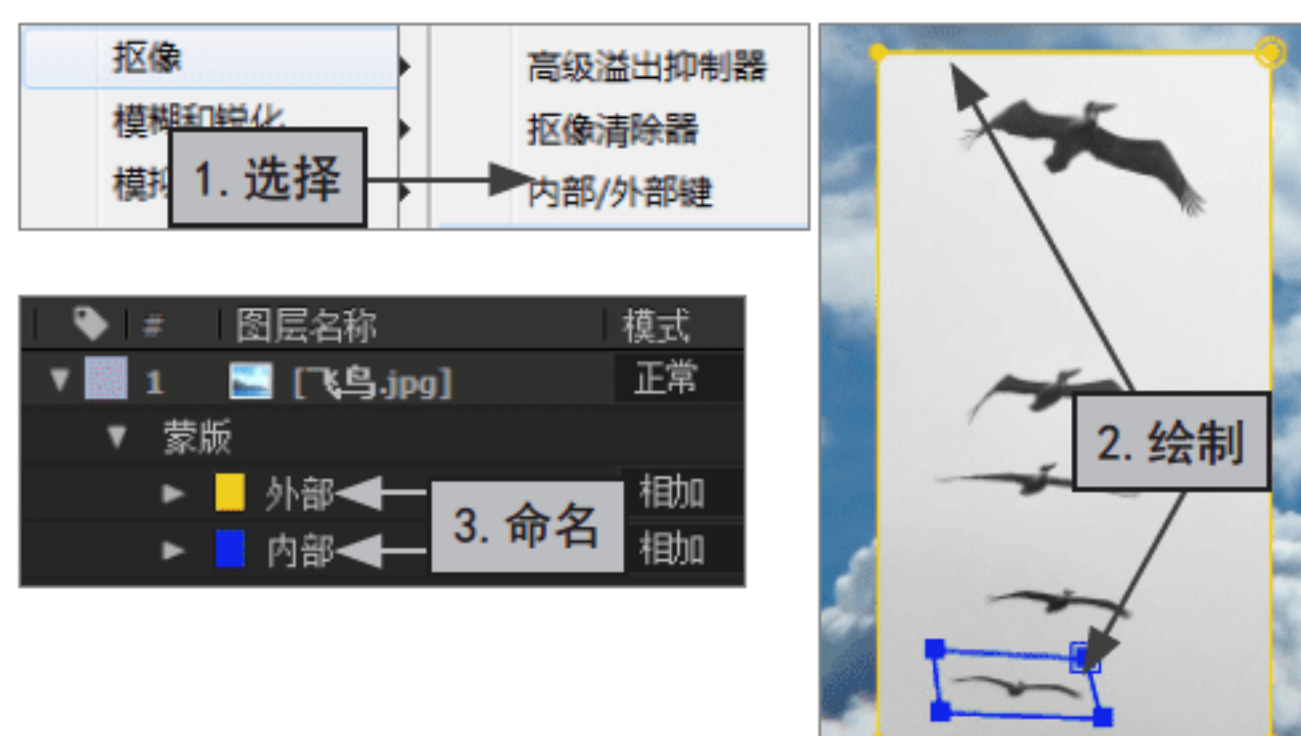 抠像
模糊和锐化
模拟
1. 选择
高级溢出抑制器
抠像清除器
内部/外部键
# 图层名称 模式
1 [飞鸟.jpg] 正常
蒙版
外部 相加
内部 相加
3. 命名
2. 绘制